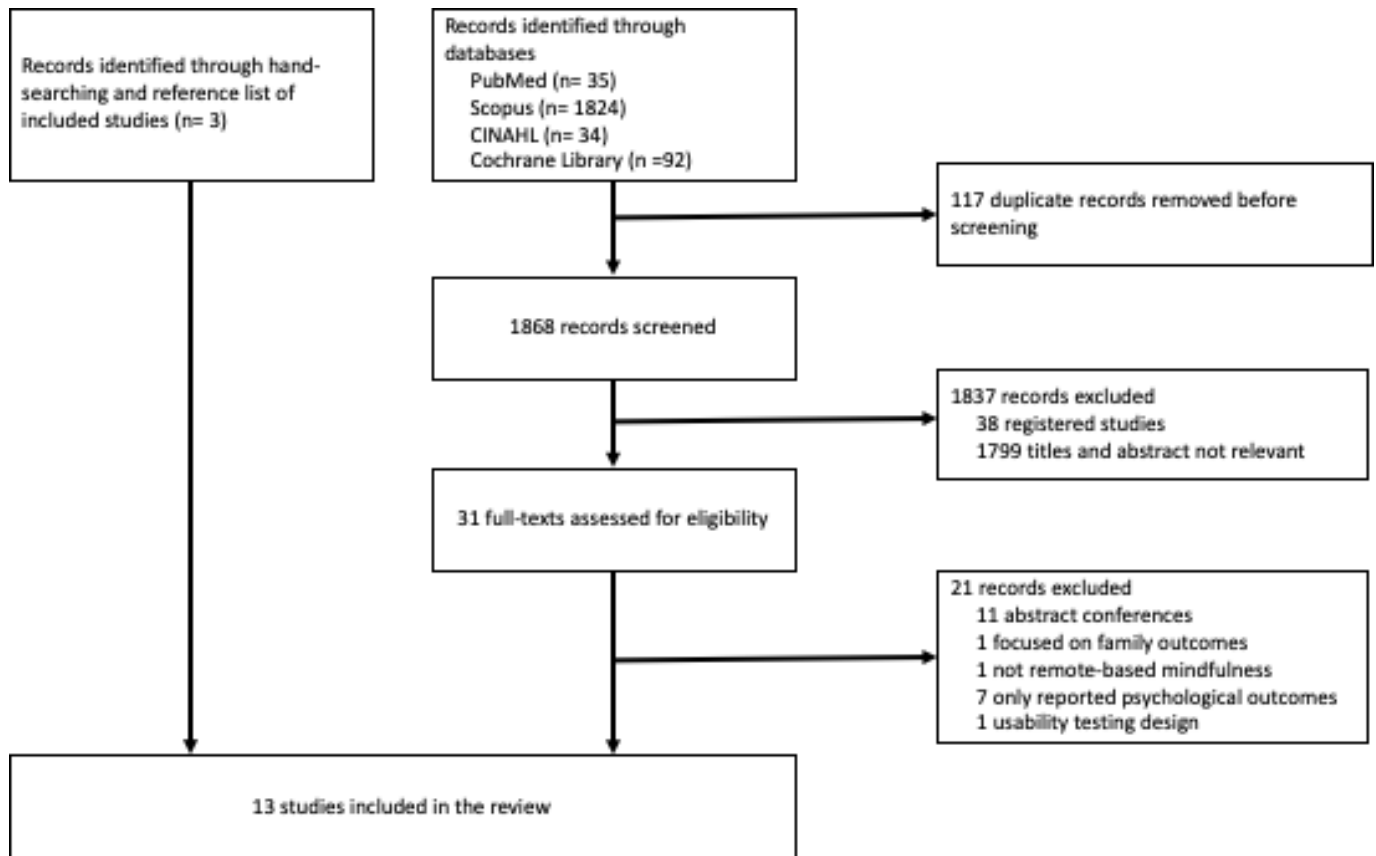 Records identified through hand-
searching and reference list of
included studies (n= 3)
Records identified through
databases
PubMed (n= 35)
Scopus (n= 1824)
CINAHL (n= 34)
Cochrane Library (n =92)
117 duplicate records removed before
screening
1868 records screened
1837 records excluded
38 registered studies
1799 titles and abstract not relevant
31 full-texts assessed for eligibility
21 records excluded
11 abstract conferences
1 focused on family outcomes
1 not remote-based mindfulness
7 only reported psychological outcomes
1 usability testing design
13 studies included in the review